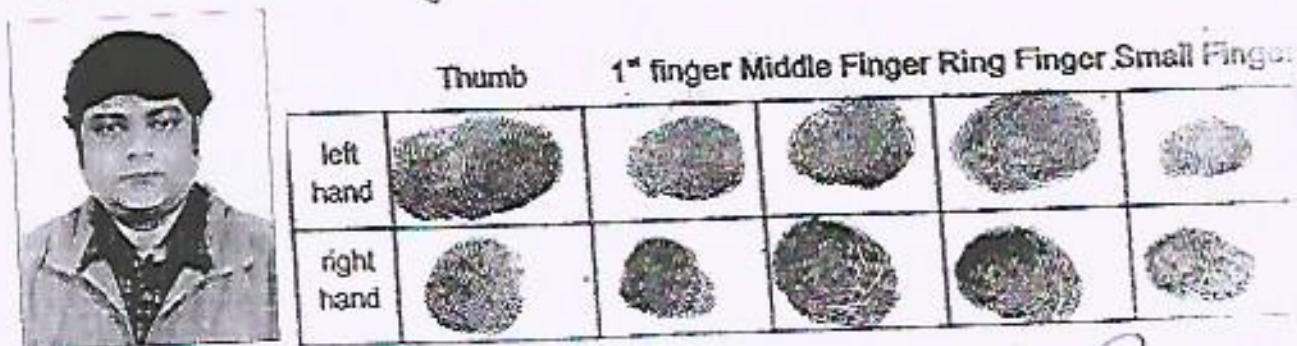 Thumb 1st finger Middle Finger Ring Finger Small Finger
left
hand
right
hand